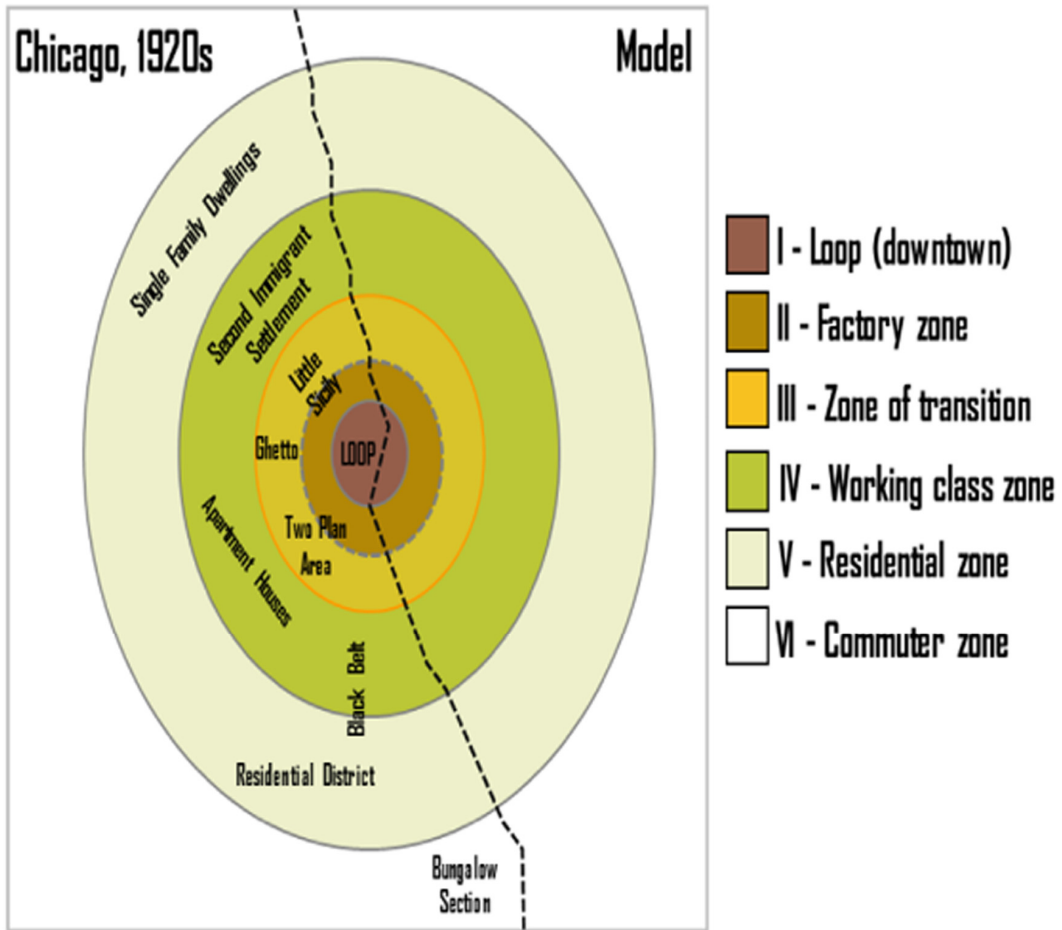 Chicago, 1920s
Model
Single Family Dwellings
Second Immigrant
Settlement
Little
Sicily
Ghetto
LOOP
Two Plan
Area
Apartment Houses
Black Belt
Residential District
Bungalow
Section
I - Loop (downtown)
II - Factory zone
III - Zone of transition
IV - Working class zone
V - Residential zone
VI - Commuter zone